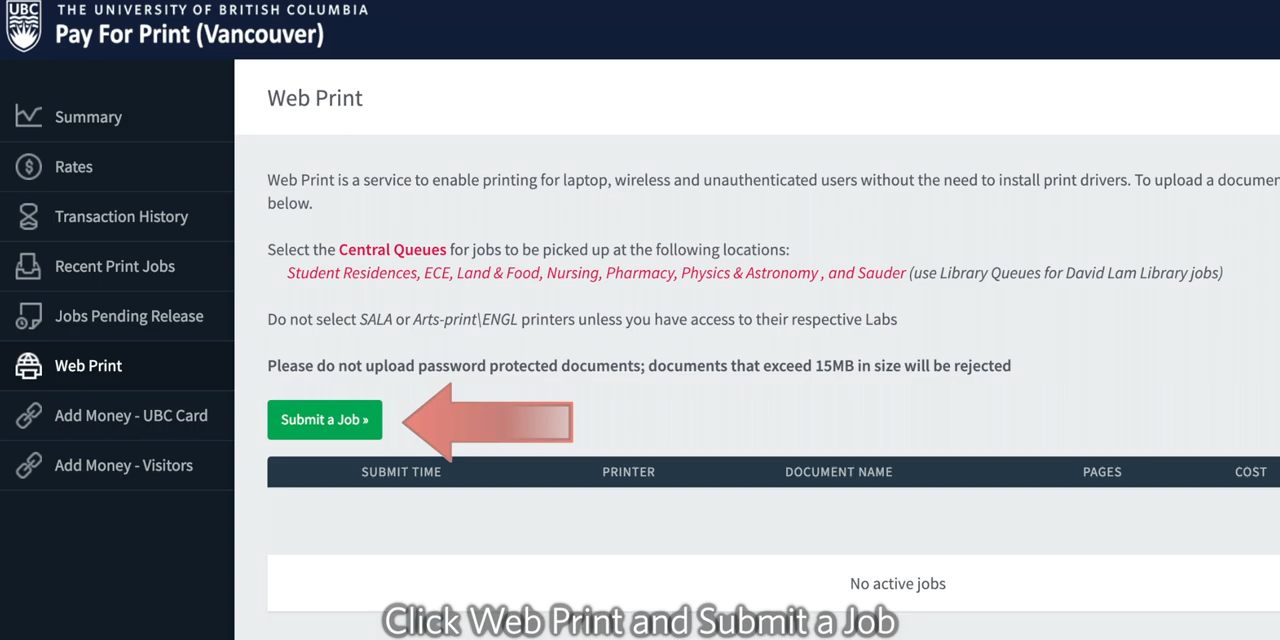 UBC
THE UNIVERSITY OF BRITISH COLUMBIA
Pay For Print (Vancouver)
Summary
Rates
Transaction History
Recent Print Jobs
Jobs Pending Release
Web Print
Add Money - UBC Card
Add Money - Visitors
Web Print
Web Print is a service to enable printing for laptop, wireless and unauthenticated users without the need to install print drivers. To upload a documen
below.
Select the Central Queues for jobs to be picked up at the following locations:
Student Residences, ECE, Land & Food, Nursing, Pharmacy, Physics & Astronomy , and Sauder (use Library Queues for David Lam Library jobs)
Do not select SALA or Arts-print\ENGL printers unless you have access to their respective Labs
Please do not upload password protected documents; documents that exceed 15MB in size will be rejected
Submit a Job »
SUBMIT TIME PRINTER DOCUMENT NAME PAGES COST
No active jobs
Click Web Print and Submit a Job